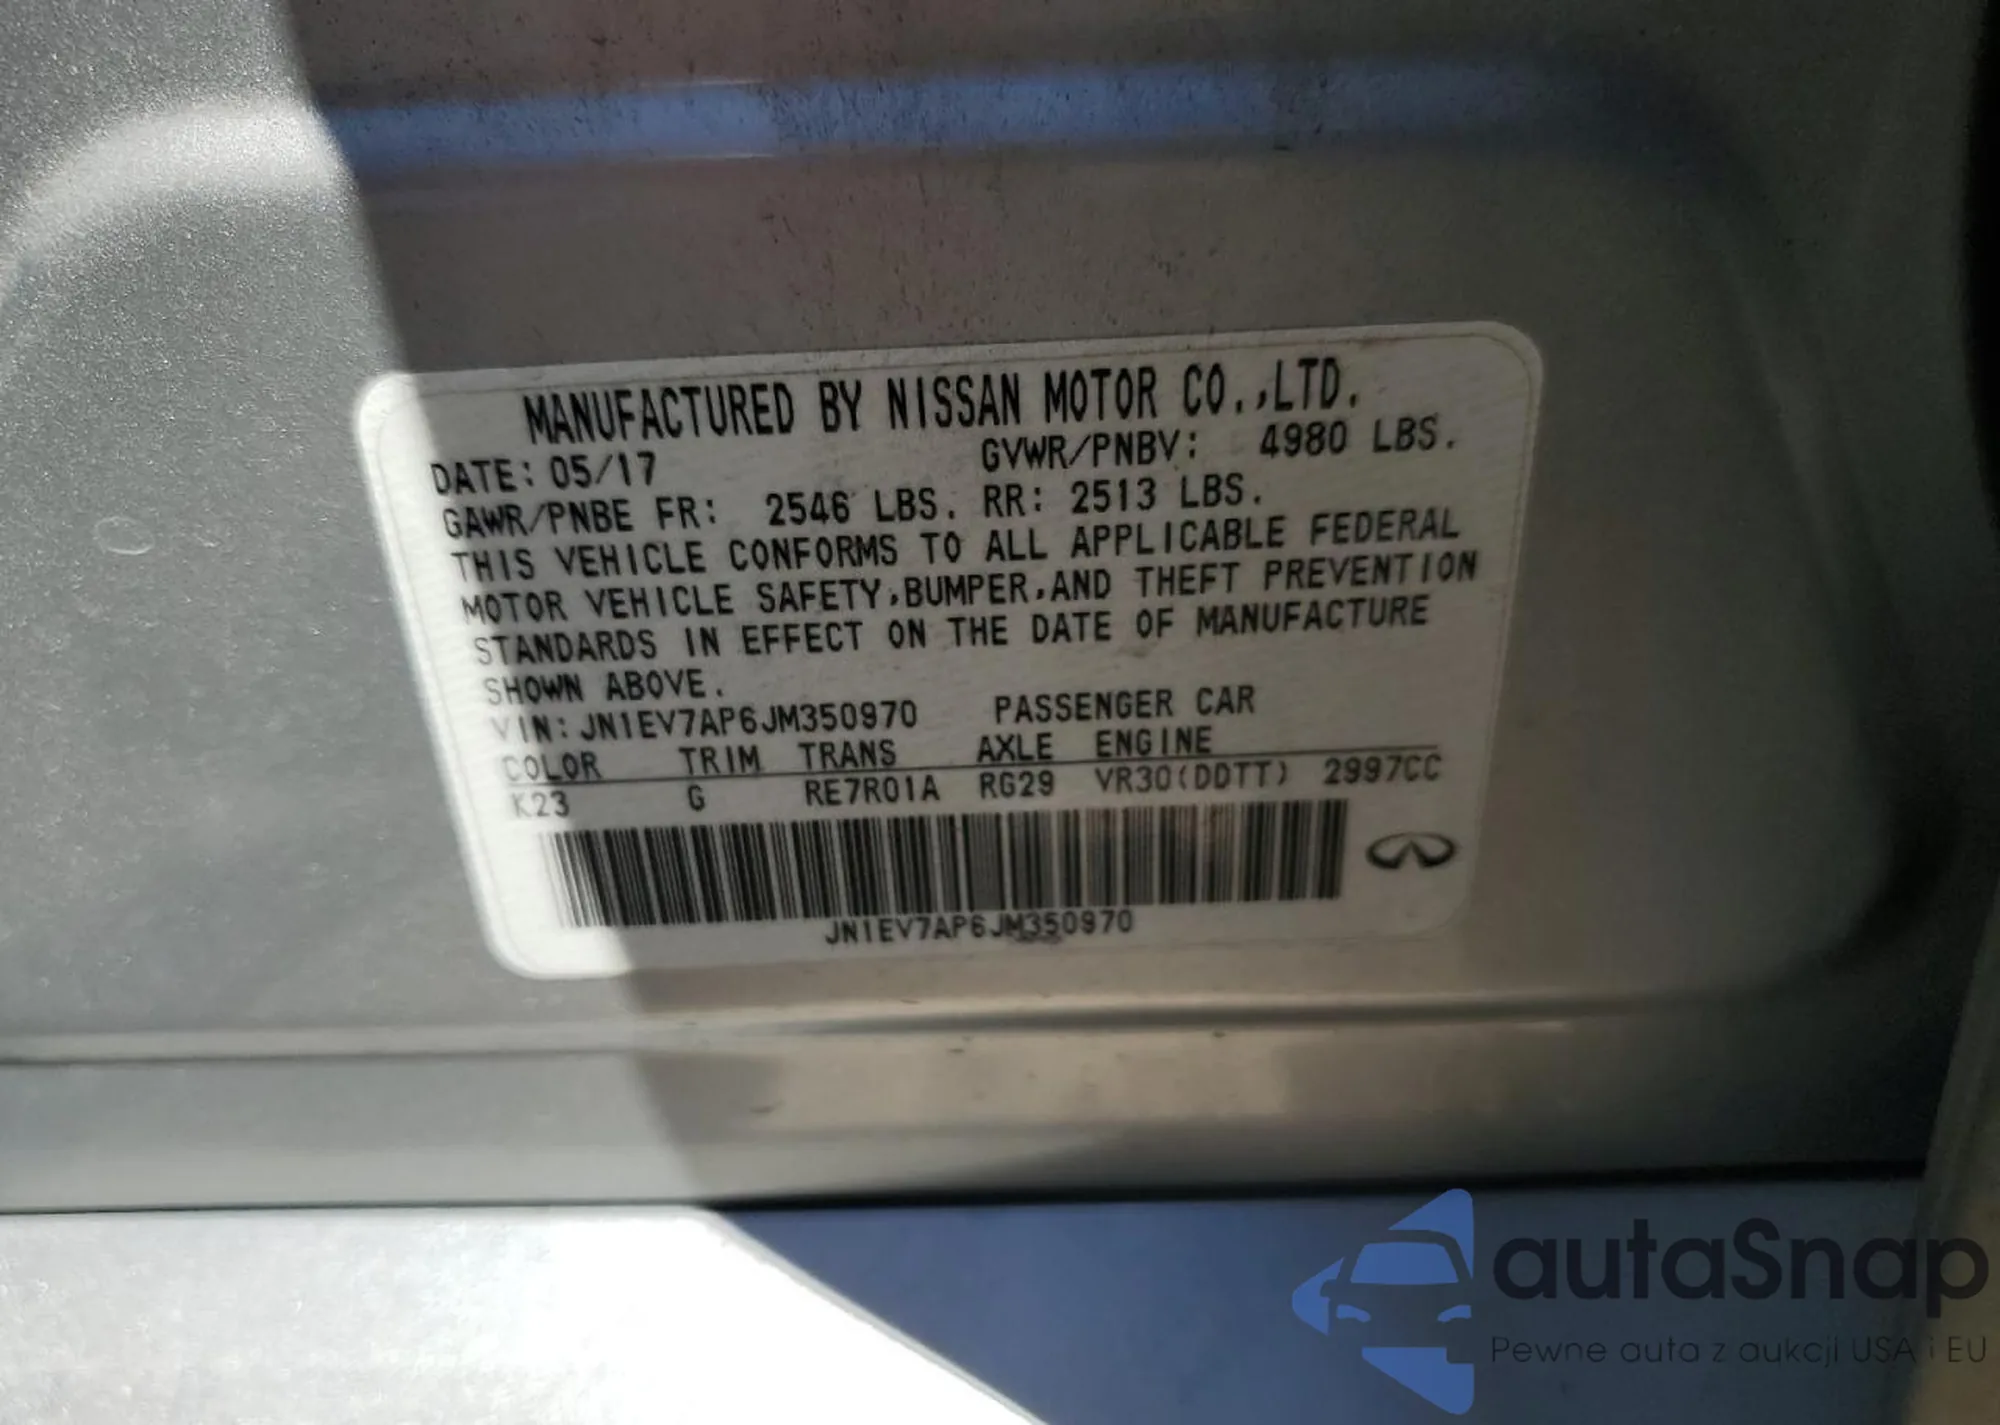 MANUFACTURED BY NISSAN MOTOR CO.,LTD.
DATE: 05/17 GVWR/PNBV: 4980 LBS.
GAWR/PNBE FR: 2546 LBS. RR: 2513 LBS.
THIS VEHICLE CONFORMS TO ALL APPLICABLE FEDERAL
MOTOR VEHICLE SAFETY,BUMPER,AND THEFT PREVENTION
STANDARDS IN EFFECT ON THE DATE OF MANUFACTURE
SHOWN ABOVE.
VIN: JN1EV7AP6JM350970 PASSENGER CAR
COLOR TRIM TRANS AXLE ENGINE
K23 G RE7R01A RG29 VR30(DDTT) 2997CC
JN1EV7AP6JM350970
autaSnap
Pewne auta z aukcji USA i EU